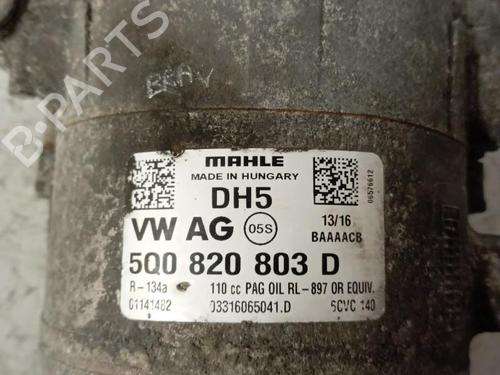 B-PARTS
MAHLE
MADE IN HUNGARY
DH5
06576612
VW AG 05S 13/16
BAAAACB
5Q0 820 803 D
R-134a 110 cc PAG OIL RL-897 OR EQUIV.
01141482 03316065041.D 6CVC 140